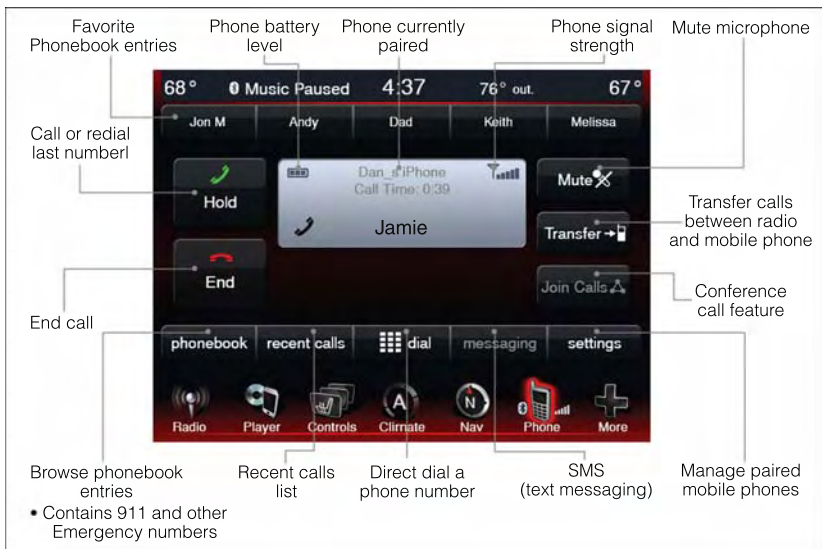 Favorite
Phonebook entries
Phone battery
level
Phone currently
paired
Phone signal
strength
Mute microphone
68° Music Paused 4:37 76° out. 67°
Jon M Andy Dad Keith Melissa
Call or redial
last numberl
Hold
Dan_s iPhone
Call Time: 0:39
Jamie
Mute
Transfer
Transfer calls
between radio
and mobile phone
End
Join Calls
Conference
call feature
End call
phonebook recent calls dial messaging settings
A
N
Radio Player Controls Climate Nav Phone More
Browse phonebook
entries
• Contains 911 and other
Emergency numbers
Recent calls
list
Direct dial a
phone number
SMS
(text messaging)
Manage paired
mobile phones